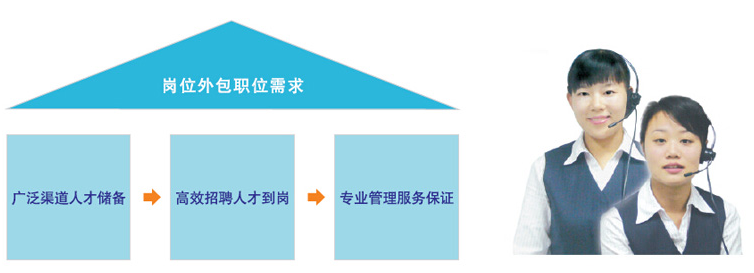 岗位外包职位需求
广泛渠道人才储备
高效招聘人才到岗
专业管理服务保证